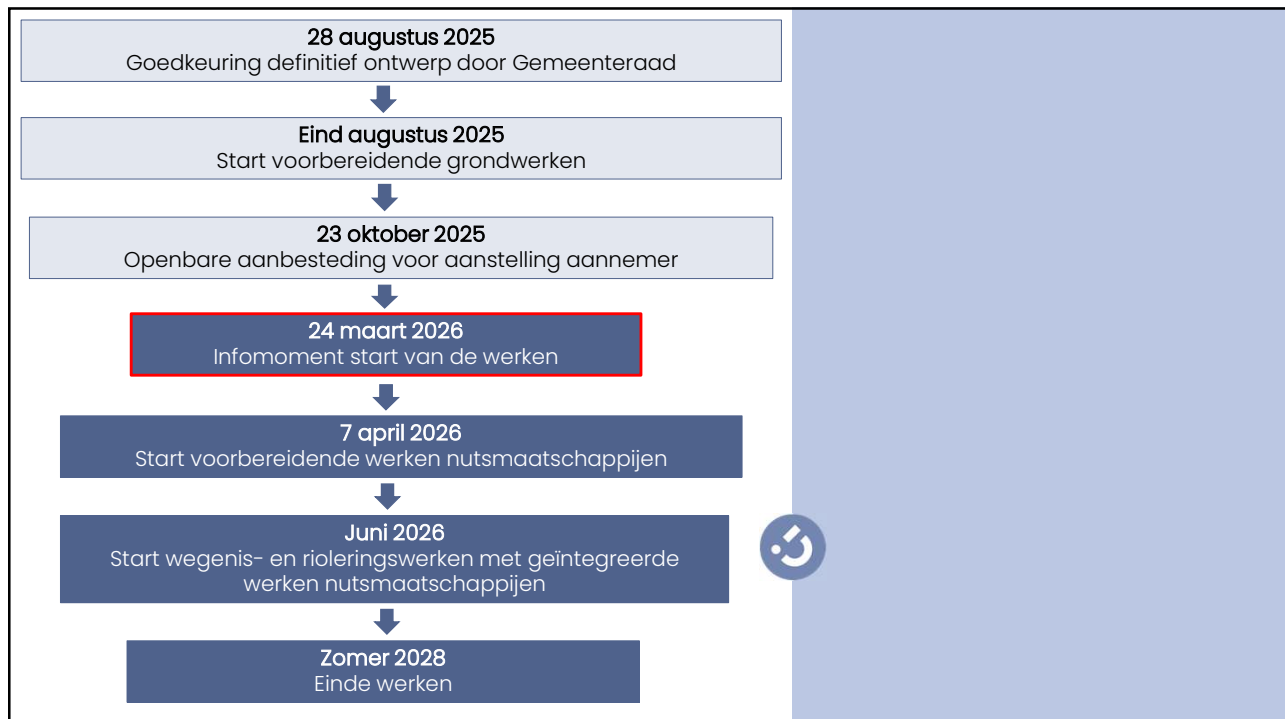 28 augustus 2025
Goedkeuring definitief ontwerp door Gemeenteraad
Eind augustus 2025
Start voorbereidende grondwerken
23 oktober 2025
Openbare aanbesteding voor aanstelling aannemer
24 maart 2026
Infomoment start van de werken
7 april 2026
Start voorbereidende werken nutsmaatschappijen
Juni 2026
Start wegenis- en rioleringswerken met geïntegreerde
werken nutsmaatschappijen
Zomer 2028
Einde werken